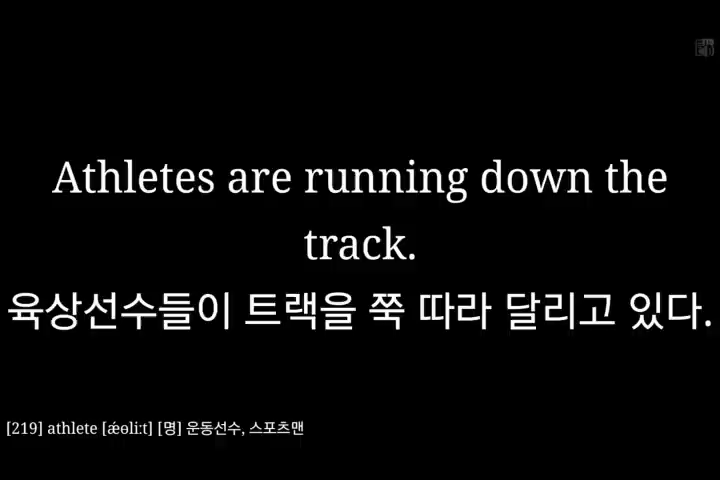 Athletes are running down the
track.
육상선수들이 트랙을 쭉 따라 달리고 있다.
[219] athlete [ǽɵli:t] [명] 운동선수, 스포츠맨